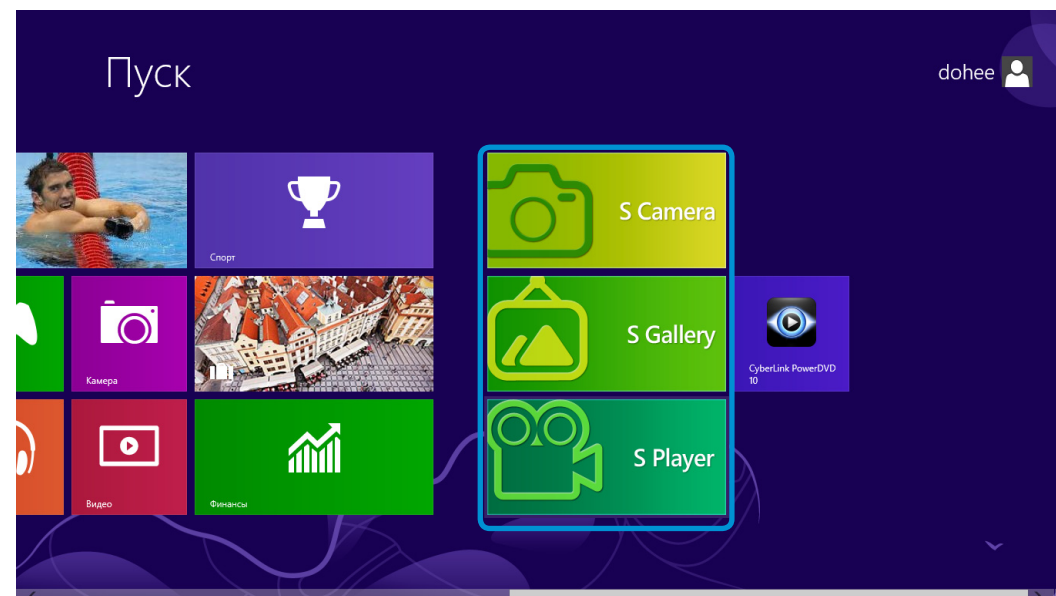 Пуск
dohee
Спорт
S Camera
Камера
S Gallery
CyberLink PowerDVD
10
Видео
Финансы
S Player